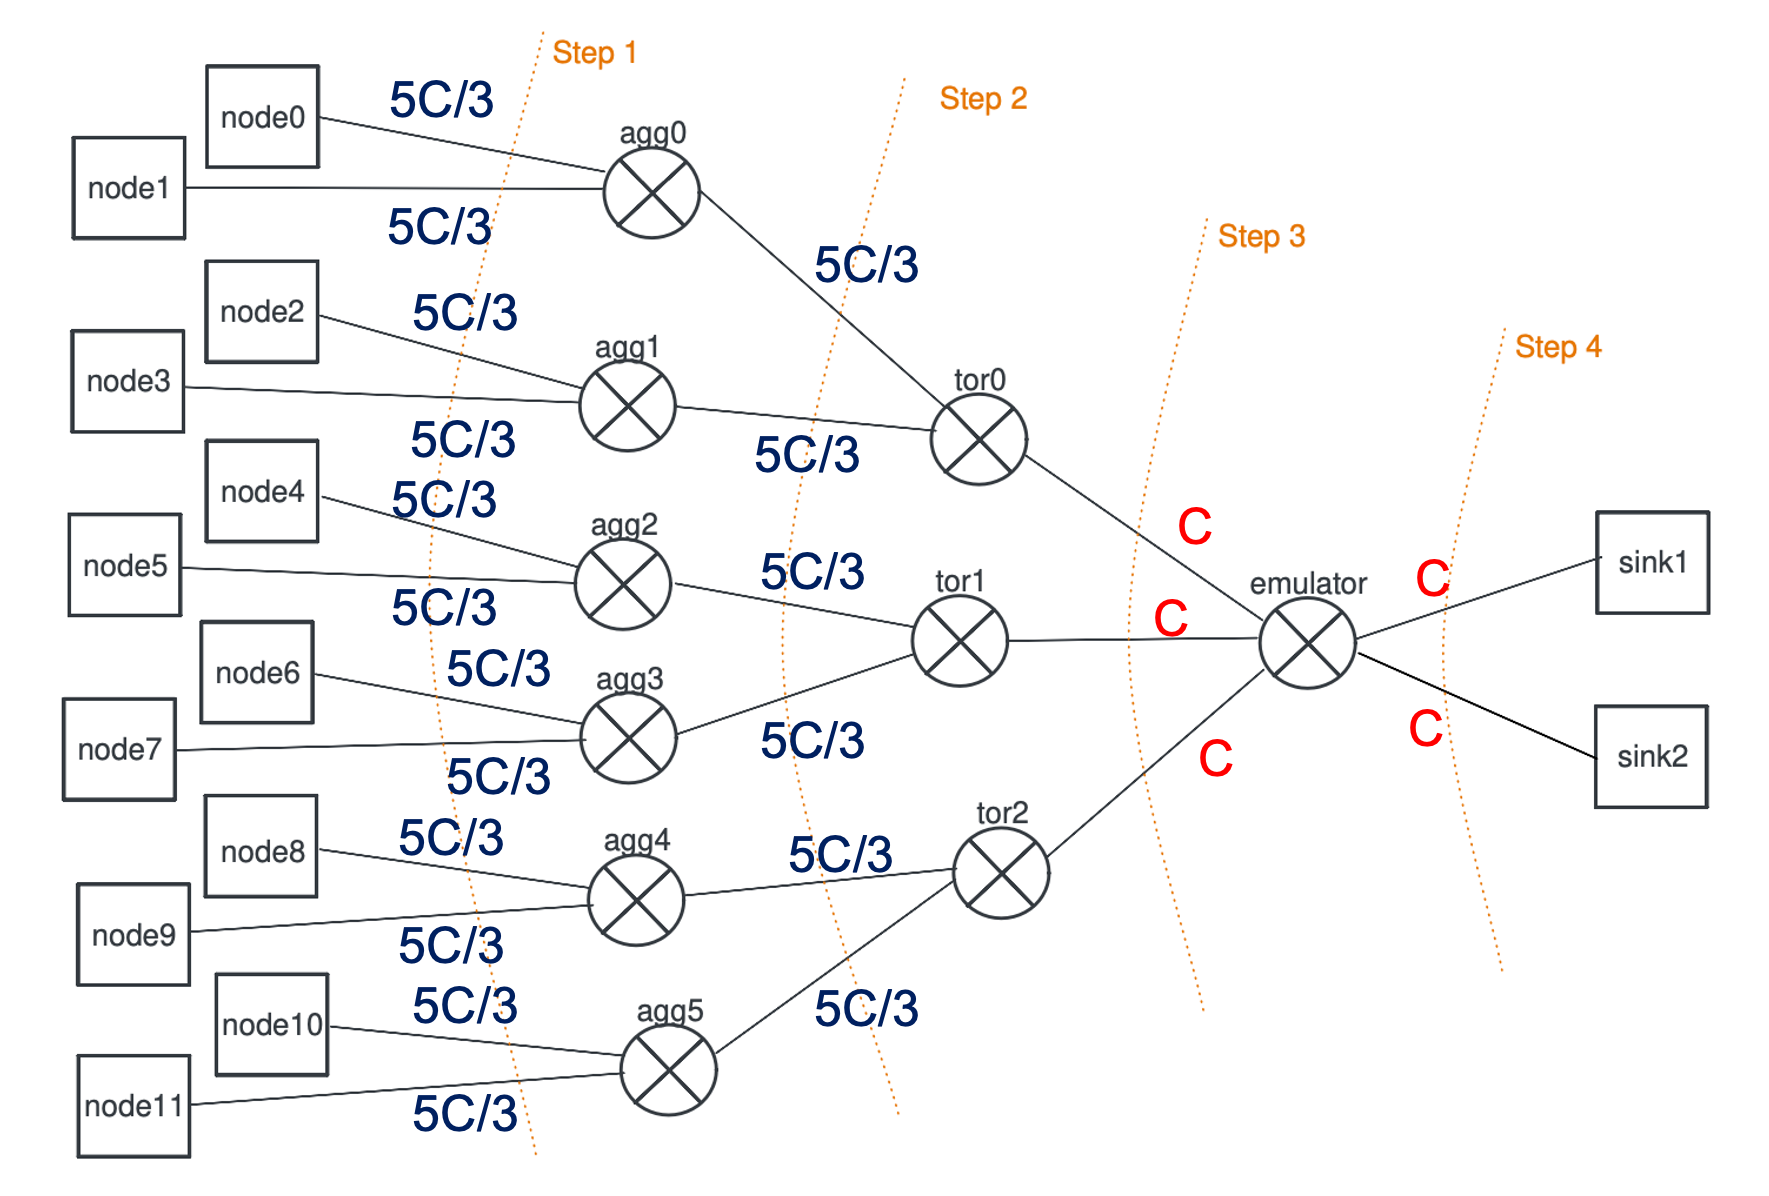 Step 1
node0
5C/3
Step 2
agg0
node1
5C/3
Step 3
5C/3
node2
5C/3
Step 4
agg1
node3
tor0
5C/3
5C/3
node4
5C/3
agg2
C
node5
5C/3
tor1
emulator
C
sink1
5C/3
C
node6
5C/3
agg3
node7
5C/3
5C/3
C
C
sink2
node8
5C/3
agg4
5C/3
tor2
node9
5C/3
node10
5C/3
agg5
5C/3
node11
5C/3